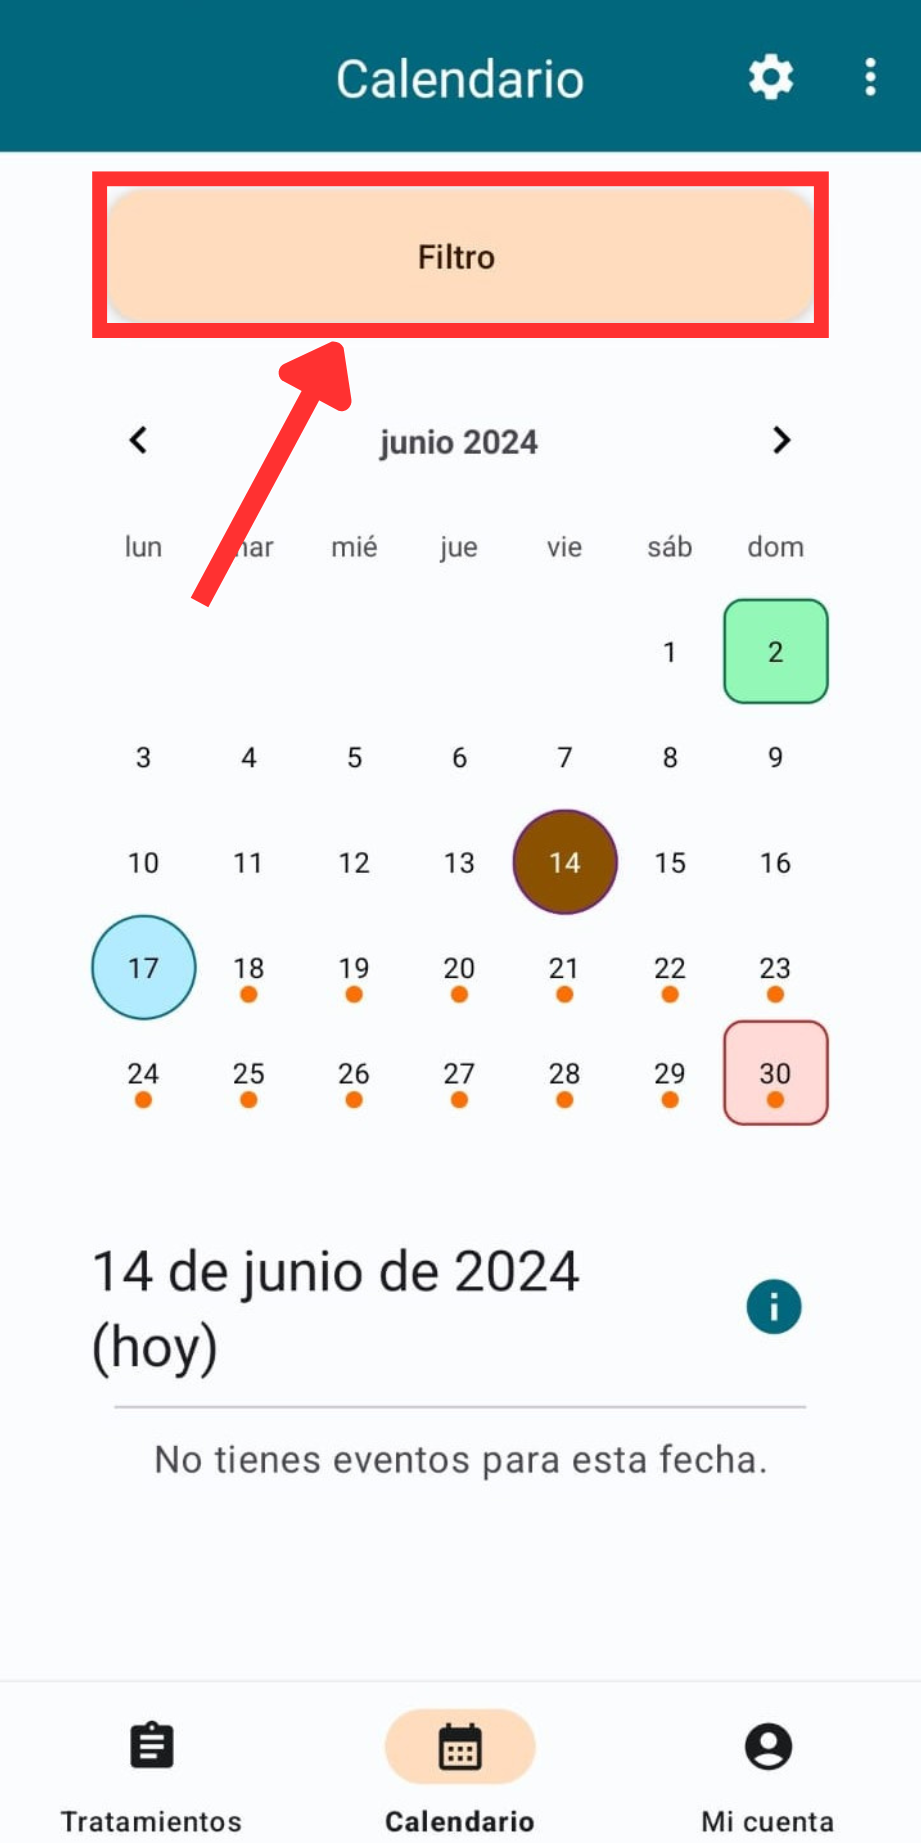 Calendario
Filtro
junio 2024
lun mié jue vie sáb dom
1 2
3 4 5 6 7 8 9
10 11 12 13 14 15 16
17 18 19 20 21 22 23
24 25 26 27 28 29 30
14 de junio de 2024
(hoy)
No tienes eventos para esta fecha.
Tratamientos Calendario Mi cuenta